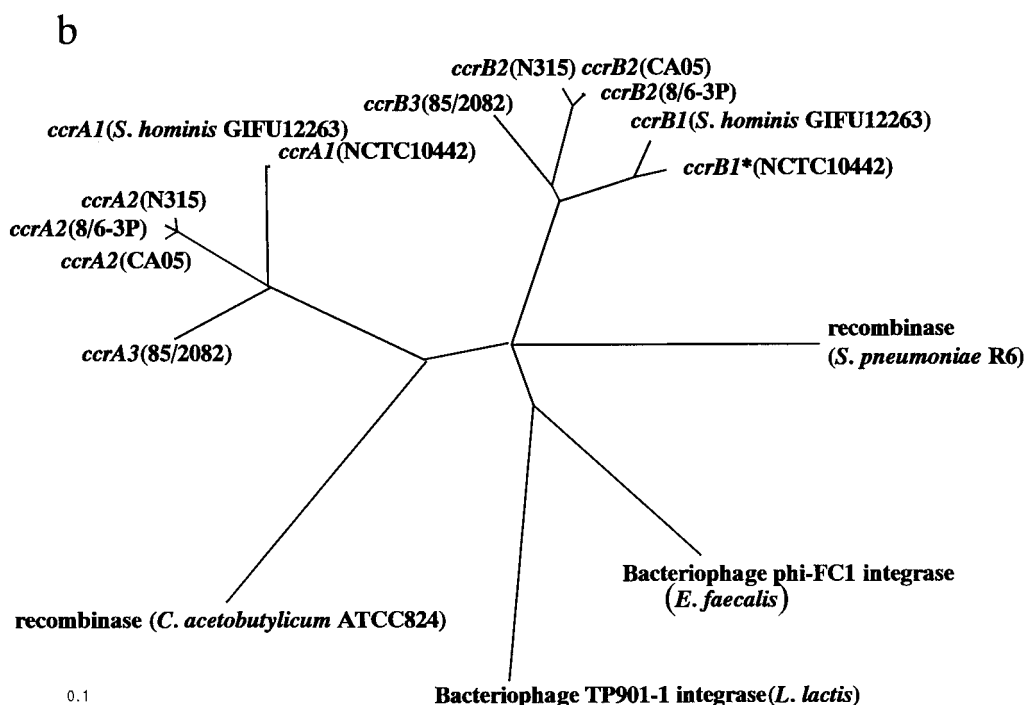 b
ccrB2(N315) ccrB2(CA05)
ccrB2(8/6-3P)
ccrB3(85/2082)
ccrB1(S. hominis GIFU12263)
ccrB1*(NCTC10442)
ccrA1(S. hominis GIFU12263)
ccrA1(NCTC10442)
ccrA2(N315)
ccrA2(8/6-3P)
ccrA2(CA05)
ccrA3(85/2082)
recombinase
(S. pneumoniae R6)
Bacteriophage phi-FC1 integrase
(E. faecalis)
recombinase (C. acetobutylicum ATCC824)
Bacteriophage TP901-1 integrase(L. lactis)
0.1